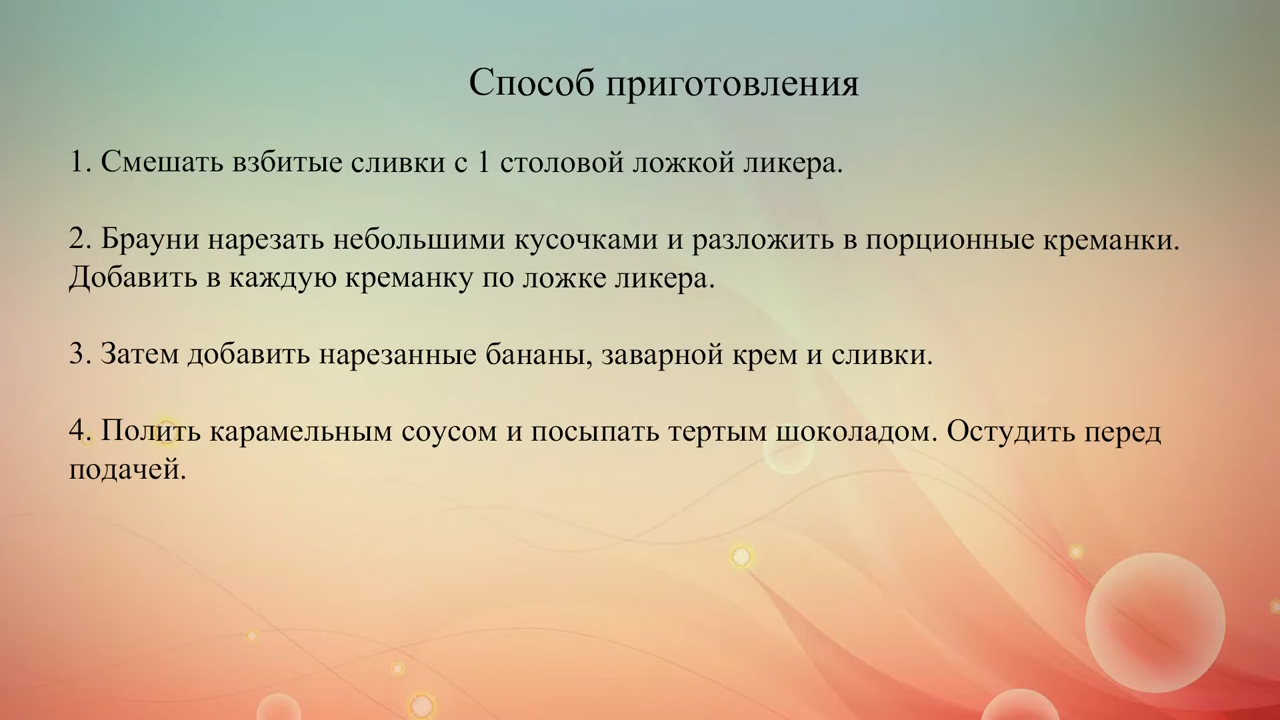 Способ приготовления
1. Смешать взбитые сливки с 1 столовой ложкой ликера.
2. Брауни нарезать небольшими кусочками и разложить в порционные креманки.
Добавить в каждую креманку по ложке ликера.
3. Затем добавить нарезанные бананы, заварной крем и сливки.
4. Полить карамельным соусом и посыпать тертым шоколадом. Остудить перед
подачей.